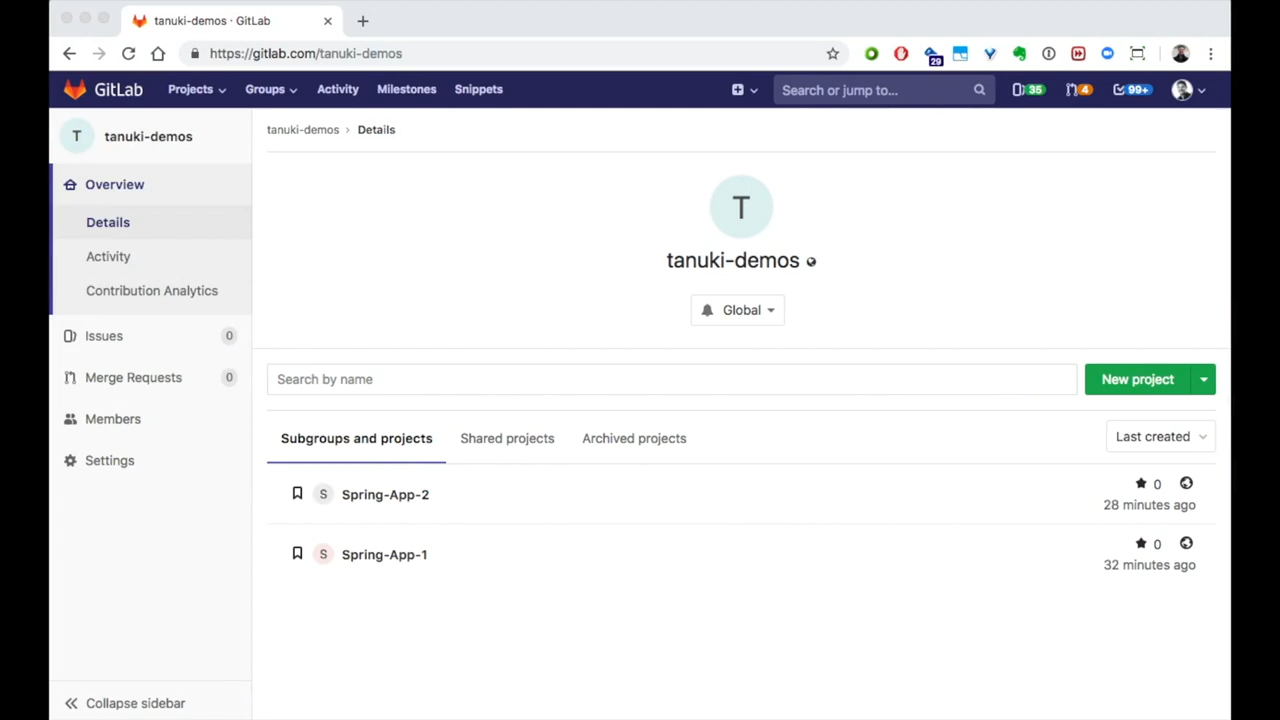 tanuki-demos · GitLab
https://gitlab.com/tanuki-demos
29
GitLab Projects Groups Activity Milestones Snippets Search or jump to... 35 4 99+
T tanuki-demos
tanuki-demos › Details
Overview
Details
Activity
Contribution Analytics
Issues 0
Merge Requests 0
Members
Settings
Collapse sidebar
T
tanuki-demos
Global
Search by name New project
Subgroups and projects Shared projects Archived projects Last created
S Spring-App-2 0
28 minutes ago
S Spring-App-1 0
32 minutes ago